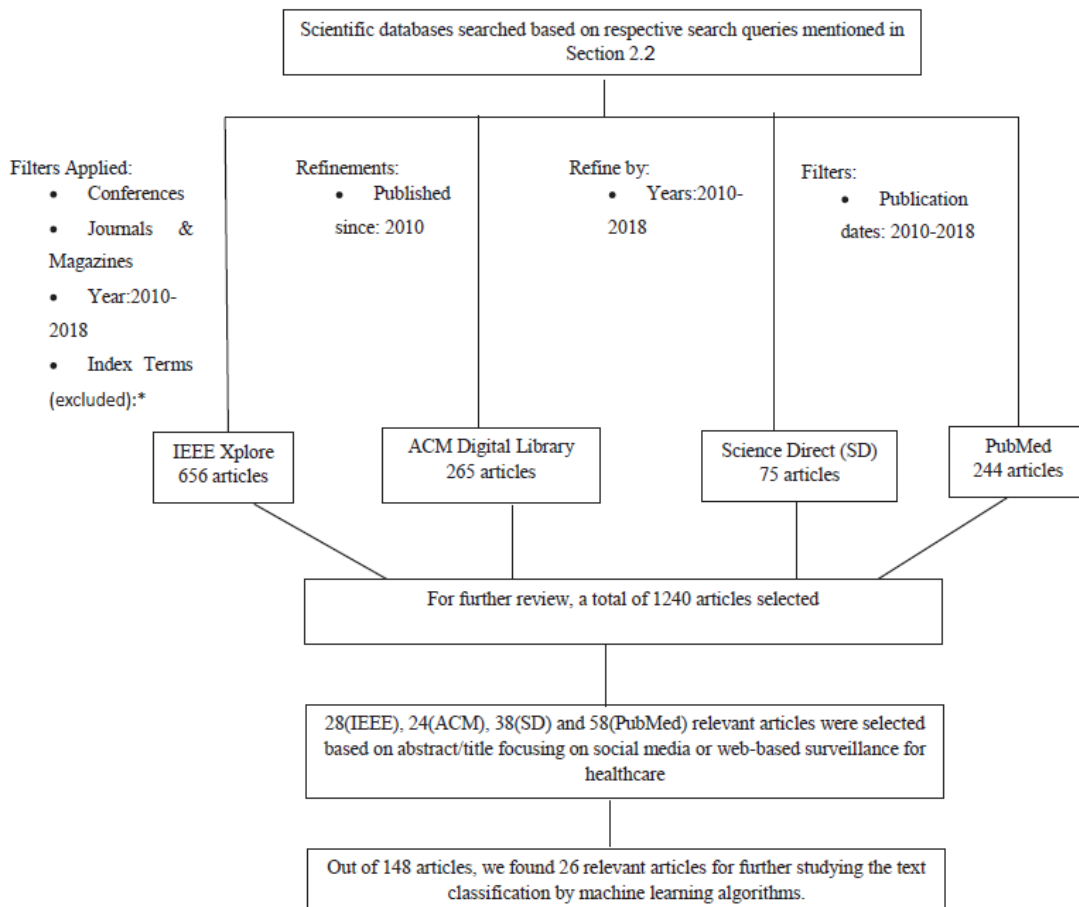 Scientific databases searched based on respective search queries mentioned in
Section 2.2
Filters Applied:
• Conferences
• Journals &
Magazines
• Year:2010-
2018
• Index Terms
(excluded):*
Refinements:
• Published
since: 2010
Refine by:
• Years:2010-
2018
Filters:
• Publication
dates: 2010-2018
IEEE Xplore
656 articles
ACM Digital Library
265 articles
Science Direct (SD)
75 articles
PubMed
244 articles
For further review, a total of 1240 articles selected
28(IEEE), 24(ACM), 38(SD) and 58(PubMed) relevant articles were selected
based on abstract/title focusing on social media or web-based surveillance for
healthcare
Out of 148 articles, we found 26 relevant articles for further studying the text
classification by machine learning algorithms.